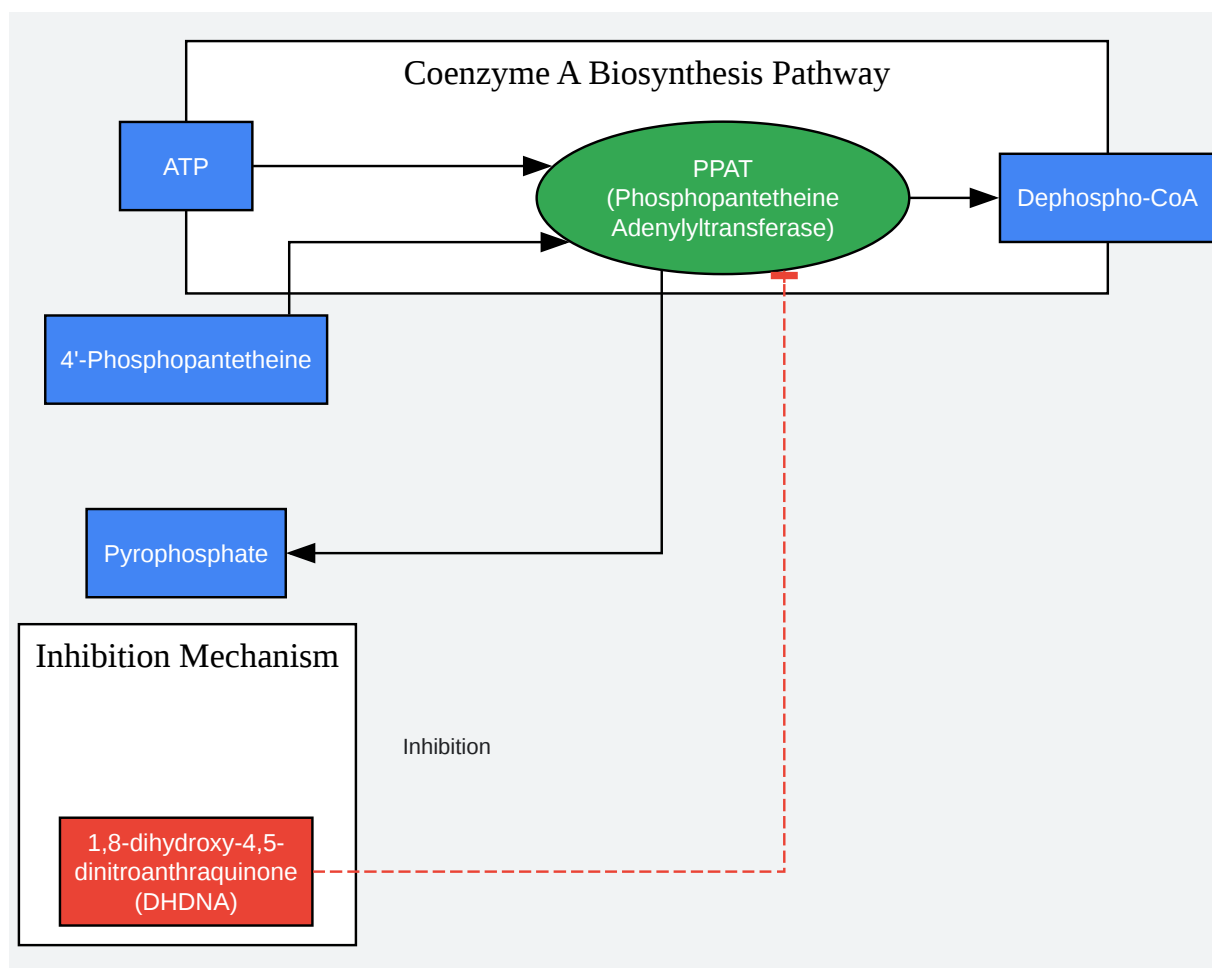 Coenzyme A Biosynthesis Pathway
ATP
PPAT
(Phosphopantetheine
Adenylyltransferase)
Dephospho-CoA
4'-Phosphopantetheine
Pyrophosphate
Inhibition Mechanism
Inhibition
1,8-dihydroxy-4,5-
dinitroanthraquinone
(DHDNA)